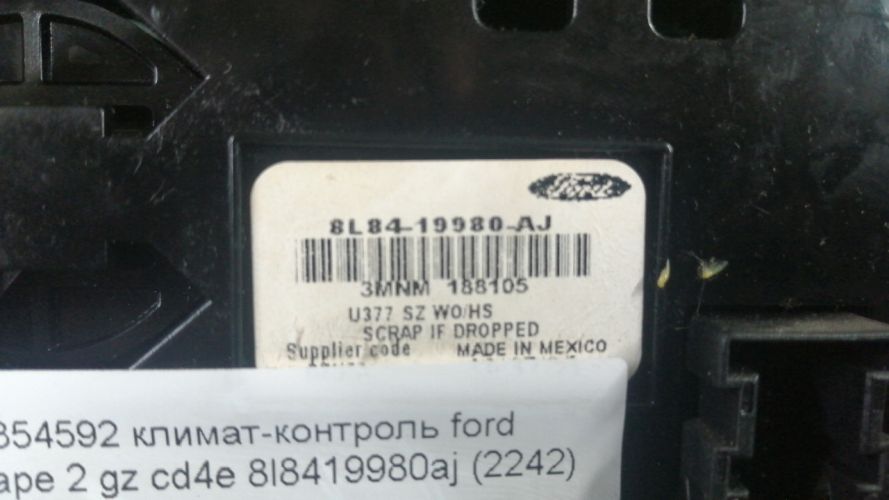 Ford
8L84-19980-AJ
3MNM 188105
U377 SZ WO/HS
SCRAP IF DROPPED
Supplier code MADE IN MEXICO
854592 климат-контроль ford
ape 2 gz cd4e 8l8419980aj (2242)